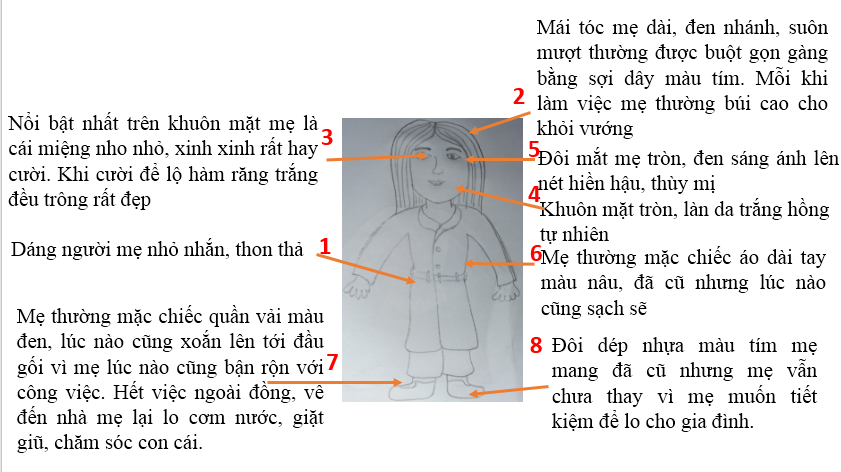 Nổi bật nhất trên khuôn mặt mẹ là
cái miệng nho nhỏ, xinh xinh rất hay
cười. Khi cười để lộ hàm răng trắng
đều trông rất đẹp
3
Dáng người mẹ nhỏ nhắn, thon thả
1
Mẹ thường mặc chiếc quần vải màu
đen, lúc nào cũng xoắn lên tới đầu
gối vì mẹ lúc nào cũng bận rộn với
công việc. Hết việc ngoài đồng, về
đến nhà mẹ lại lo cơm nước, giặt
giũ, chăm sóc con cái.
7
Mái tóc mẹ dài, đen nhánh, suôn
mượt thường được buột gọn gàng
bằng sợi dây màu tím. Mỗi khi
làm việc mẹ thường búi cao cho
khỏi vướng
2
5
Đôi mắt mẹ tròn, đen sáng ánh lên
nét hiền hậu, thùy mị
4
Khuôn mặt tròn, làn da trắng hồng
tự nhiên
6
Mẹ thường mặc chiếc áo dài tay
màu nâu, đã cũ nhưng lúc nào
cũng sạch sẽ
8
Đôi dép nhựa màu tím mẹ
mang đã cũ nhưng mẹ vẫn
chưa thay vì mẹ muốn tiết
kiệm để lo cho gia đình.